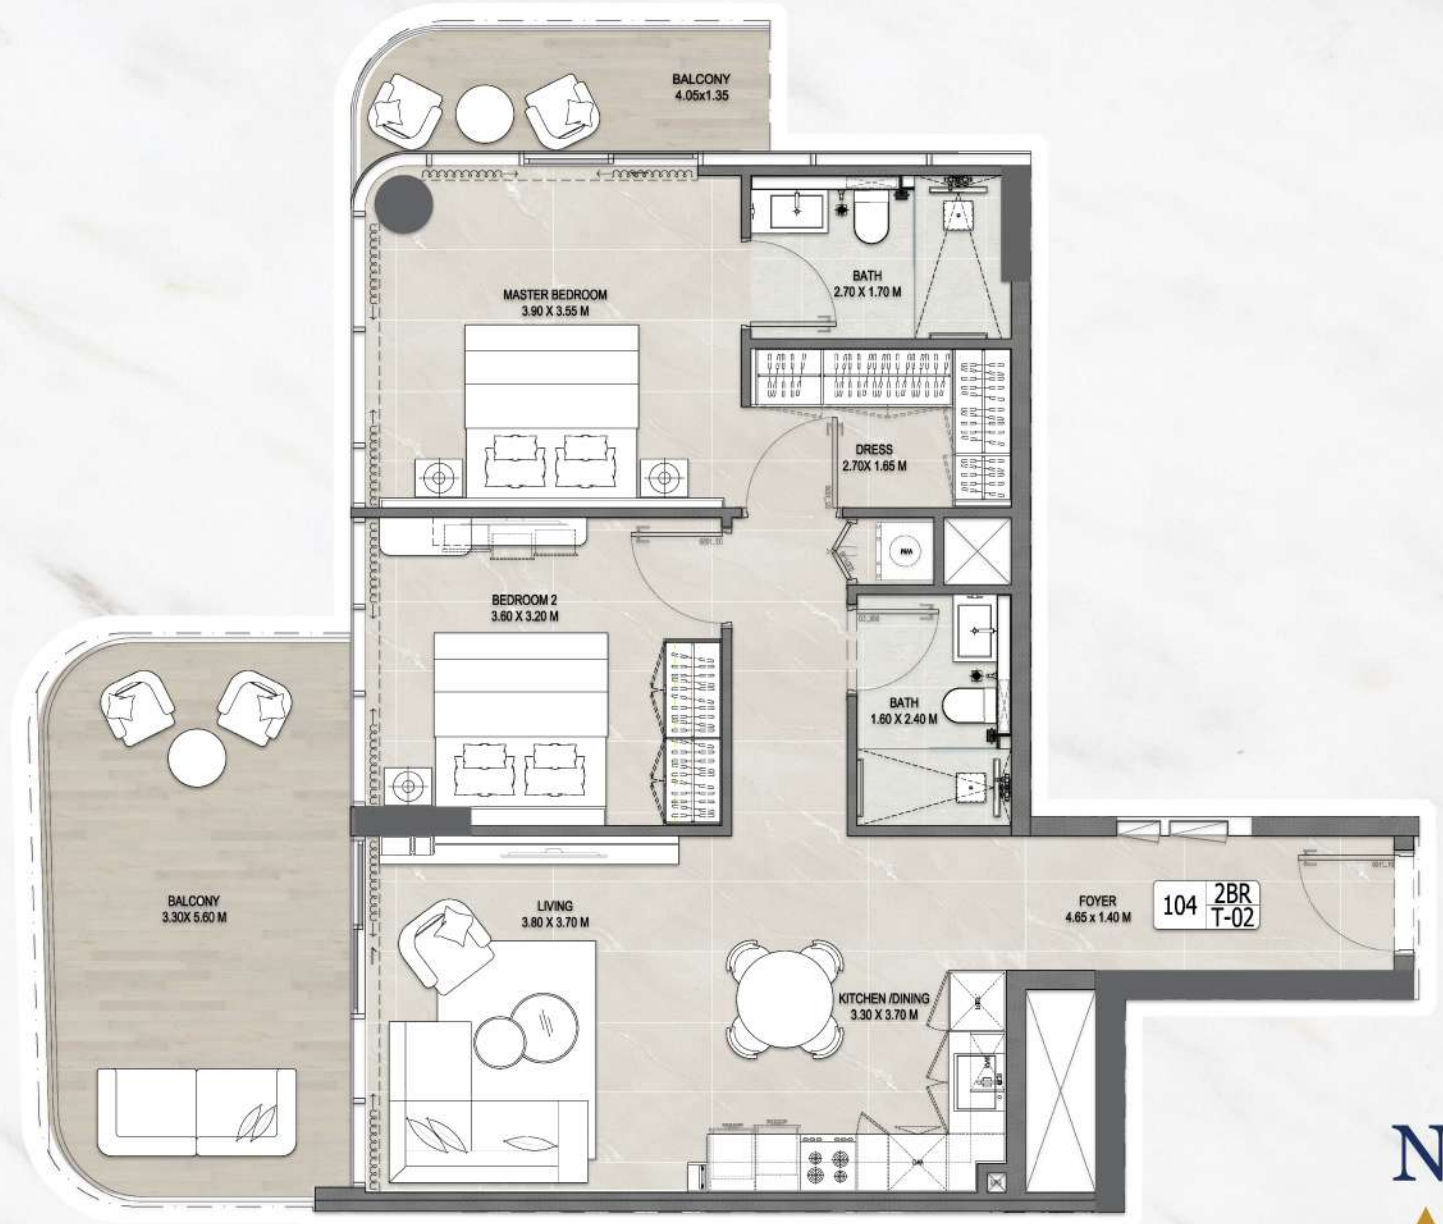 BALCONY
4.05x1.35
BATH
2.70 X 1.70 M
MASTER BEDROOM
3.90 X 3.55 M
DRESS
2.70X 1.65 M
BEDROOM 2
3.60 X 3.20 M
BATH
1.60 X 2.40 M
BALCONY
3.30X 5.60 M
LIVING
3.80 X 3.70 M
FOYER
4.65 x 1.40 M
104 2BR
T-02
KITCHEN /DINING
3.30 X 3.70 M
N